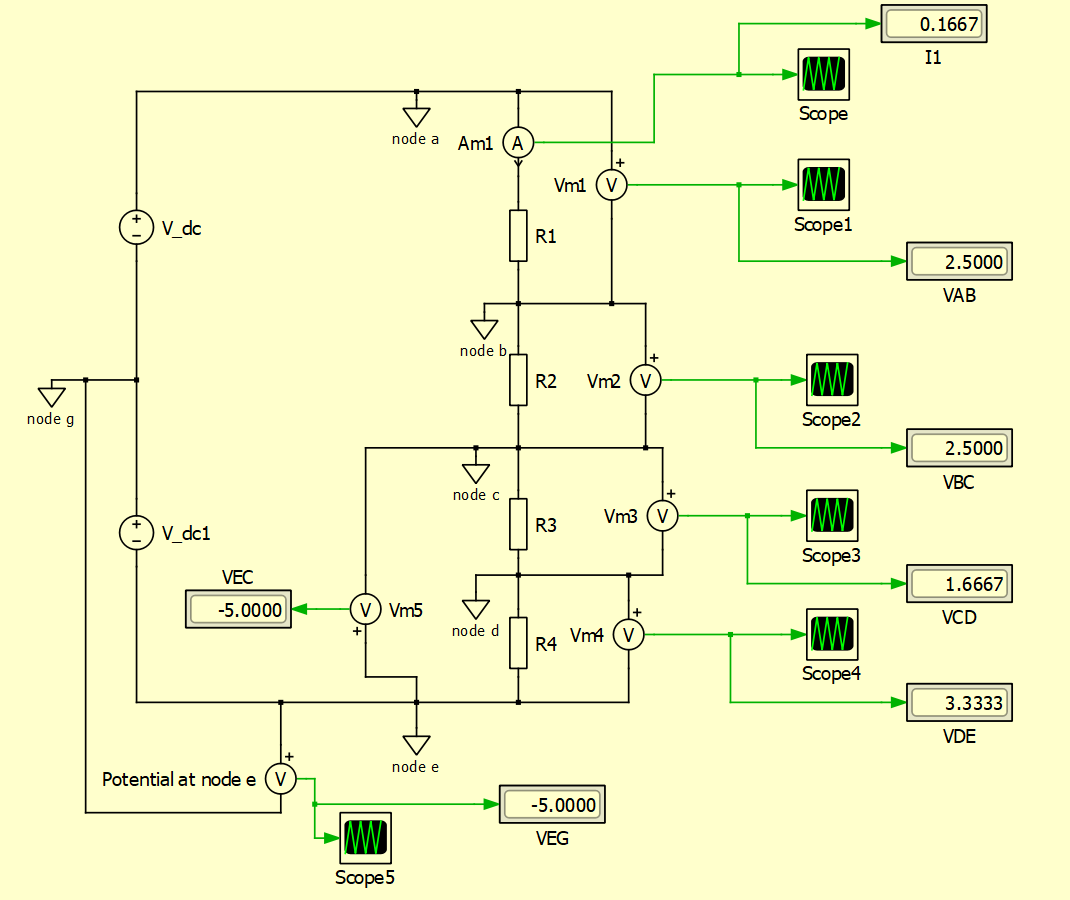 0.1667
I1
Scope
node a
Am1
A
+
Vm1
V
Scope1
+
−
V_dc
R1
2.5000
VAB
node b
+
R2
Vm2
V
Scope2
node g
2.5000
VBC
node c
+
R3
Vm3
V
Scope3
+
−
V_dc1
VEC
-5.0000
V
Vm5
+
1.6667
VCD
node d
+
R4
Vm4
V
Scope4
3.3333
VDE
node e
+
Potential at node e
V
-5.0000
VEG
Scope5